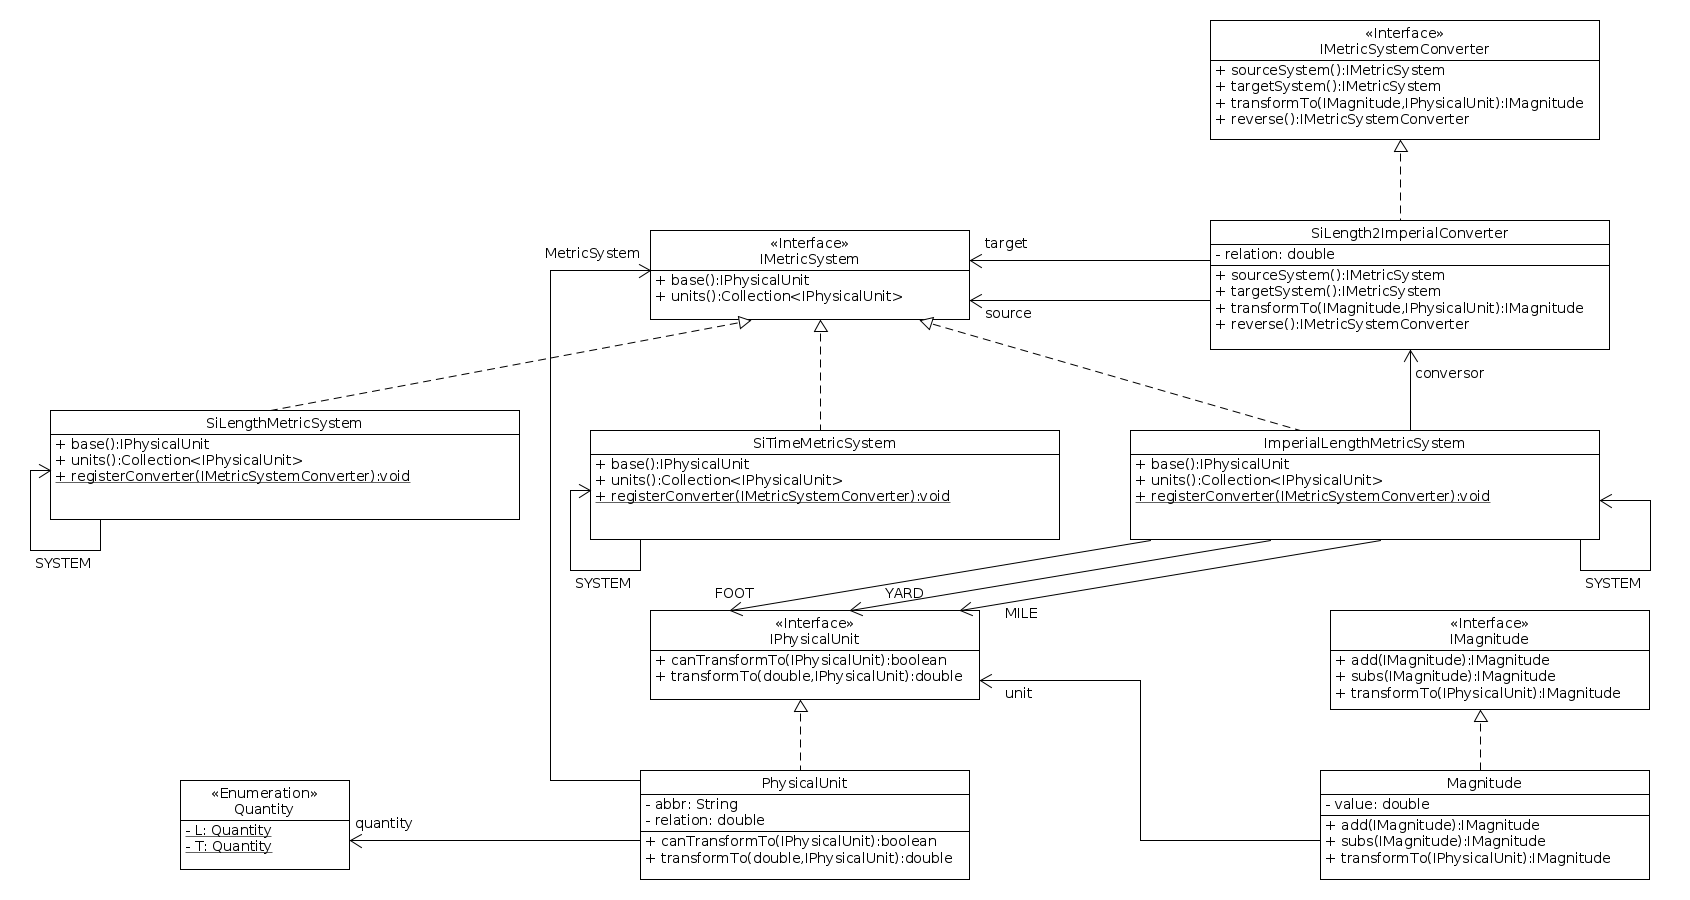 «Interface»
IMetricSystemConverter
+ sourceSystem():IMetricSystem
+ targetSystem():IMetricSystem
+ transformTo(IMagnitude,IPhysicalUnit):IMagnitude
+ reverse():IMetricSystemConverter
MetricSystem
«Interface»
IMetricSystem
+ base():IPhysicalUnit
+ units():Collection<IPhysicalUnit>
target
source
SiLength2ImperialConverter
- relation: double
+ sourceSystem():IMetricSystem
+ targetSystem():IMetricSystem
+ transformTo(IMagnitude,IPhysicalUnit):IMagnitude
+ reverse():IMetricSystemConverter
conversor
SiLengthMetricSystem
+ base():IPhysicalUnit
+ units():Collection<IPhysicalUnit>
+ registerConverter(IMetricSystemConverter):void
SYSTEM
SiTimeMetricSystem
+ base():IPhysicalUnit
+ units():Collection<IPhysicalUnit>
+ registerConverter(IMetricSystemConverter):void
SYSTEM
ImperialLengthMetricSystem
+ base():IPhysicalUnit
+ units():Collection<IPhysicalUnit>
+ registerConverter(IMetricSystemConverter):void
SYSTEM
FOOT
YARD
MILE
«Interface»
IPhysicalUnit
+ canTransformTo(IPhysicalUnit):boolean
+ transformTo(double,IPhysicalUnit):double
unit
«Interface»
IMagnitude
+ add(IMagnitude):IMagnitude
+ subs(IMagnitude):IMagnitude
+ transformTo(IPhysicalUnit):IMagnitude
«Enumeration»
Quantity
- L: Quantity
- T: Quantity
quantity
PhysicalUnit
- abbr: String
- relation: double
+ canTransformTo(IPhysicalUnit):boolean
+ transformTo(double,IPhysicalUnit):double
Magnitude
- value: double
+ add(IMagnitude):IMagnitude
+ subs(IMagnitude):IMagnitude
+ transformTo(IPhysicalUnit):IMagnitude